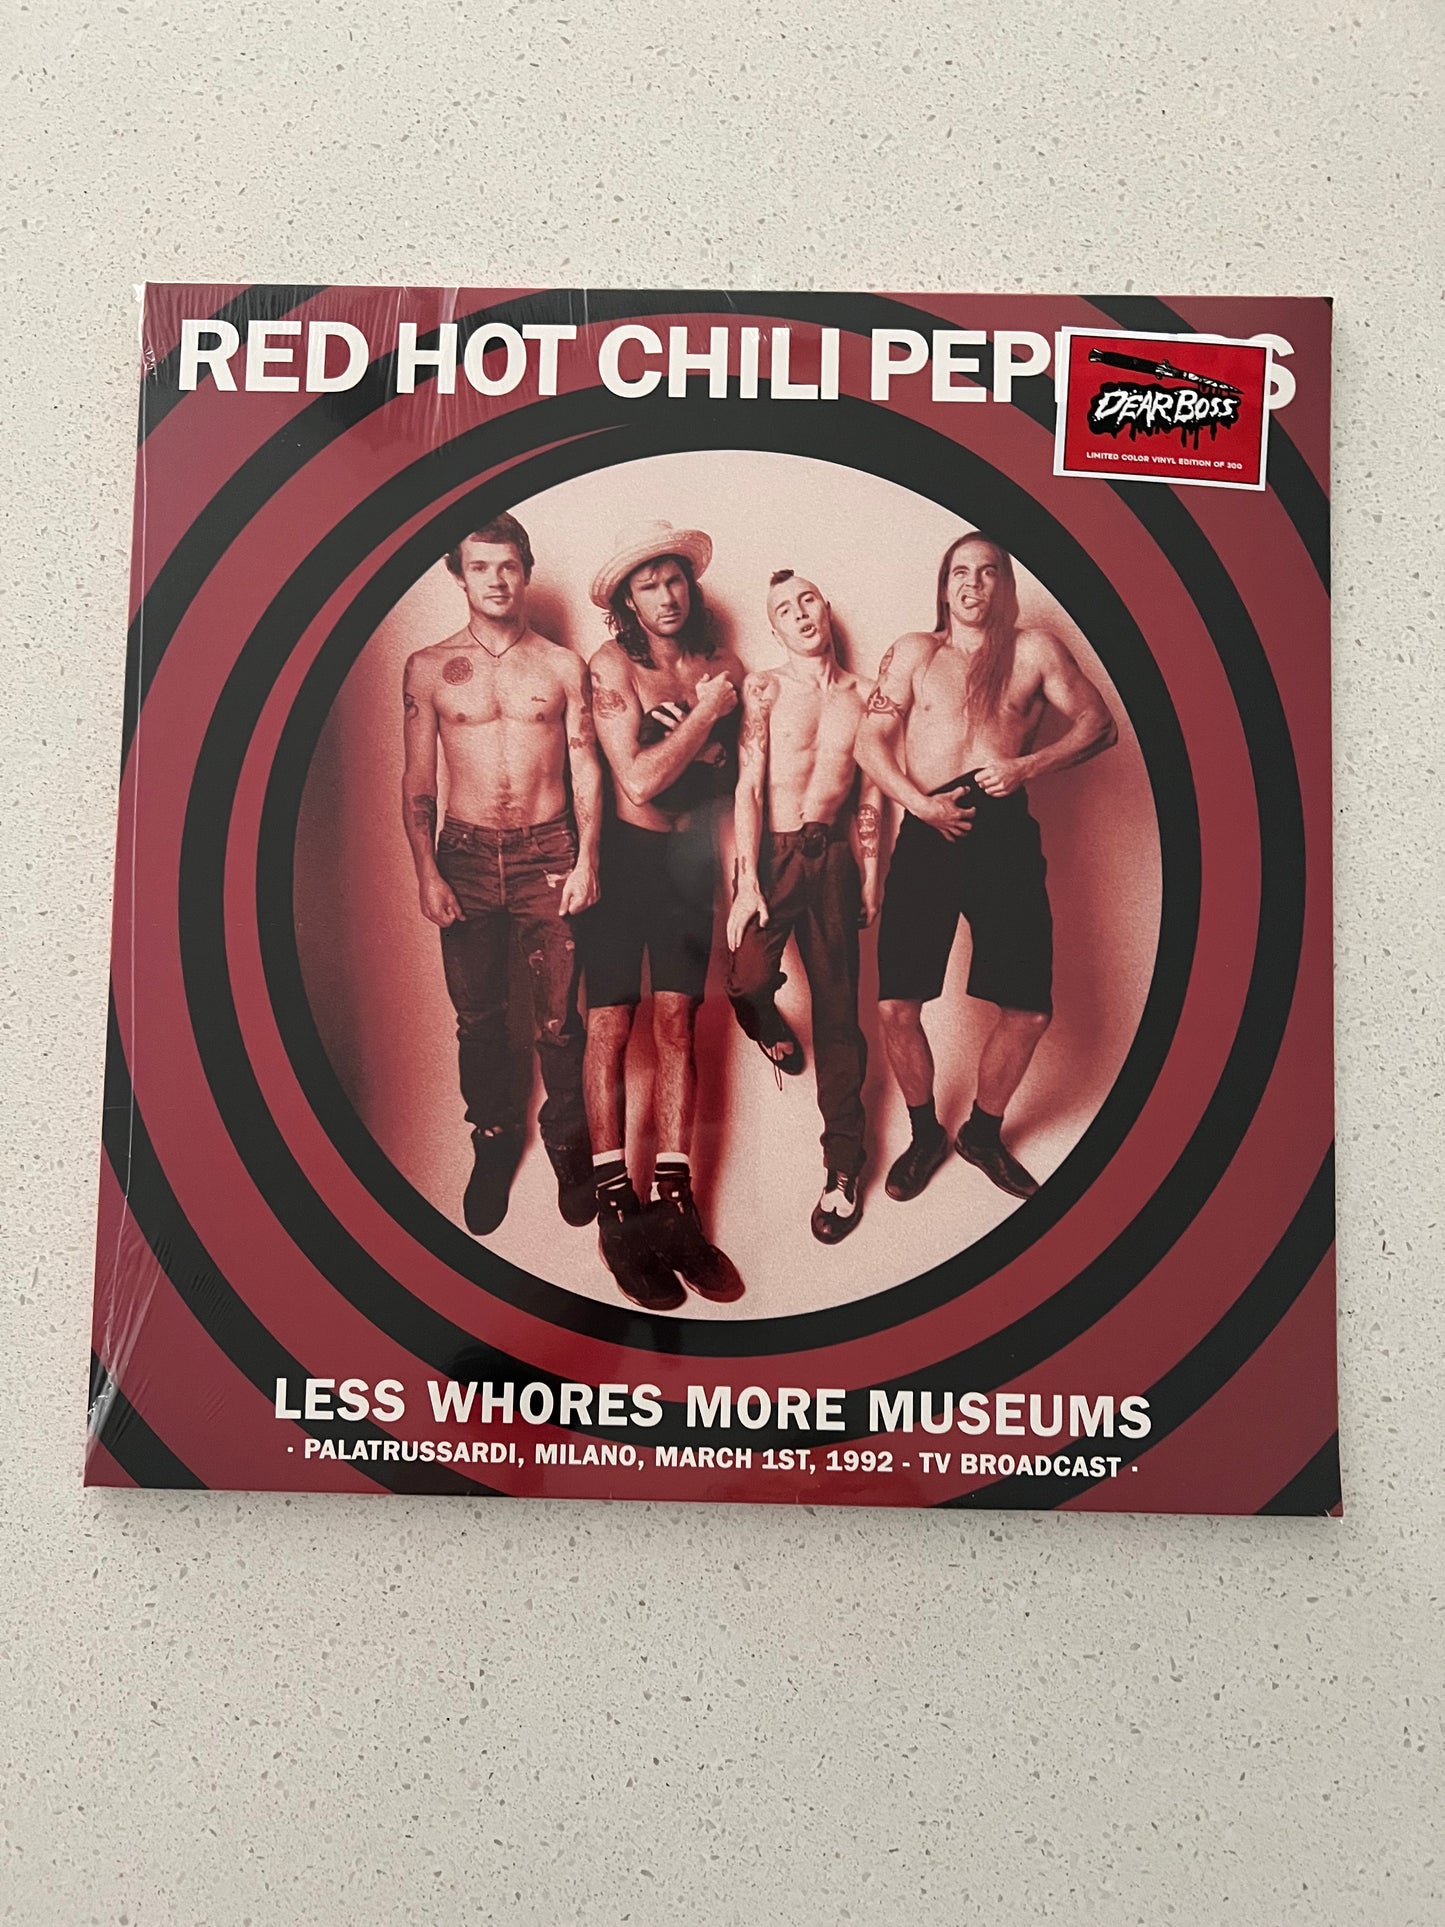 RED HOT CHILI PEPPERS
DEAR BOSS
LIMITED COLOR VINYL EDITION OF 300
LESS WHORES MORE MUSEUMS
· PALATRUSSARDI, MILANO, MARCH 1ST, 1992 - TV BROADCAST ·